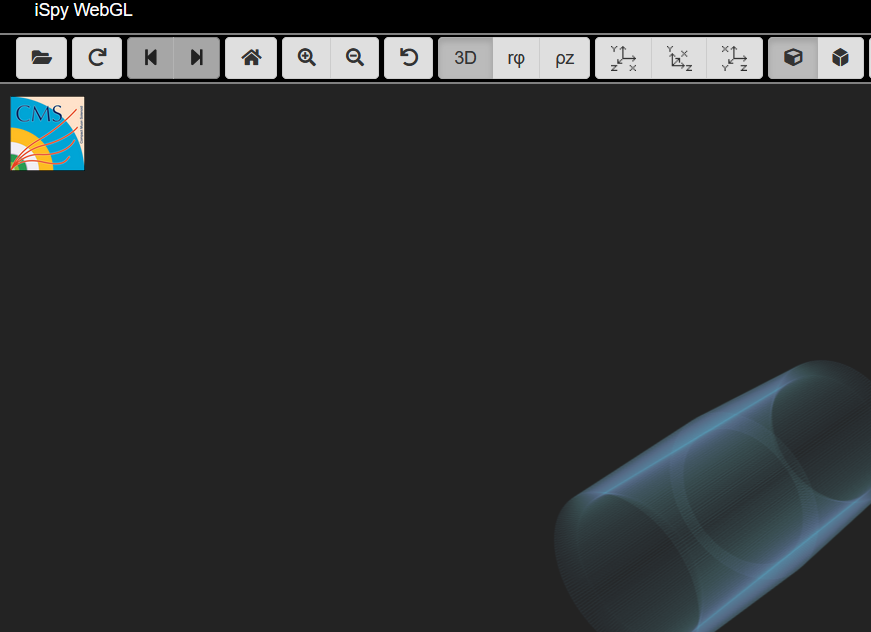 iSpy WebGL
3D rφ ρz Y Z X Y X Z X Y Z
CMS